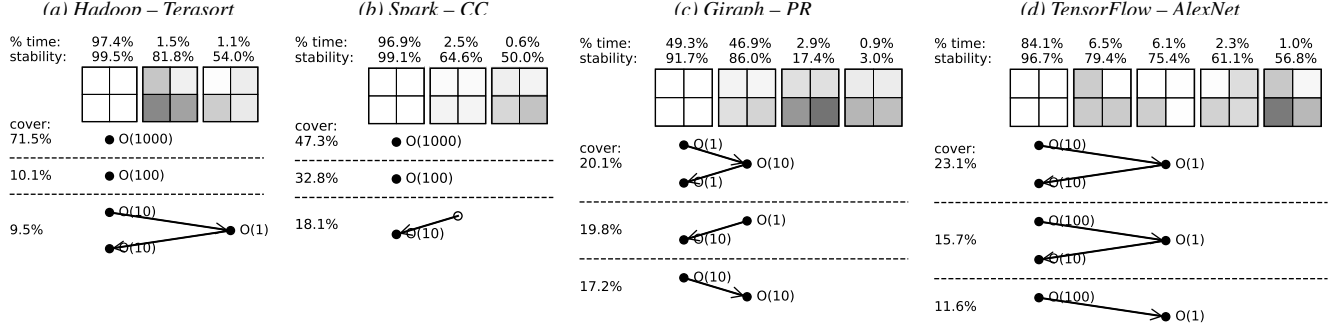 (a) Hadoop – Terasort
% time: 97.4% 1.5% 1.1%
stability: 99.5% 81.8% 54.0%
cover:
71.5% O(1000)
10.1% O(100)
O(10)
9.5% O(1)
O(10)
(b) Spark – CC
% time: 96.9% 2.5% 0.6%
stability: 99.1% 64.6% 50.0%
cover:
47.3% O(1000)
32.8% O(100)
18.1% O(10)
(c) Giraph – PR
% time: 49.3% 46.9% 2.9% 0.9%
stability: 91.7% 86.0% 17.4% 3.0%
O(1)
cover:
20.1% O(10)
O(1)
O(1)
19.8%
O(10)
O(10)
17.2%
O(10)
(d) TensorFlow – AlexNet
% time: 84.1% 6.5% 6.1% 2.3% 1.0%
stability: 96.7% 79.4% 75.4% 61.1% 56.8%
O(10)
cover:
23.1% O(1)
O(10)
O(100)
15.7% O(1)
O(10)
O(100)
11.6%
O(1)